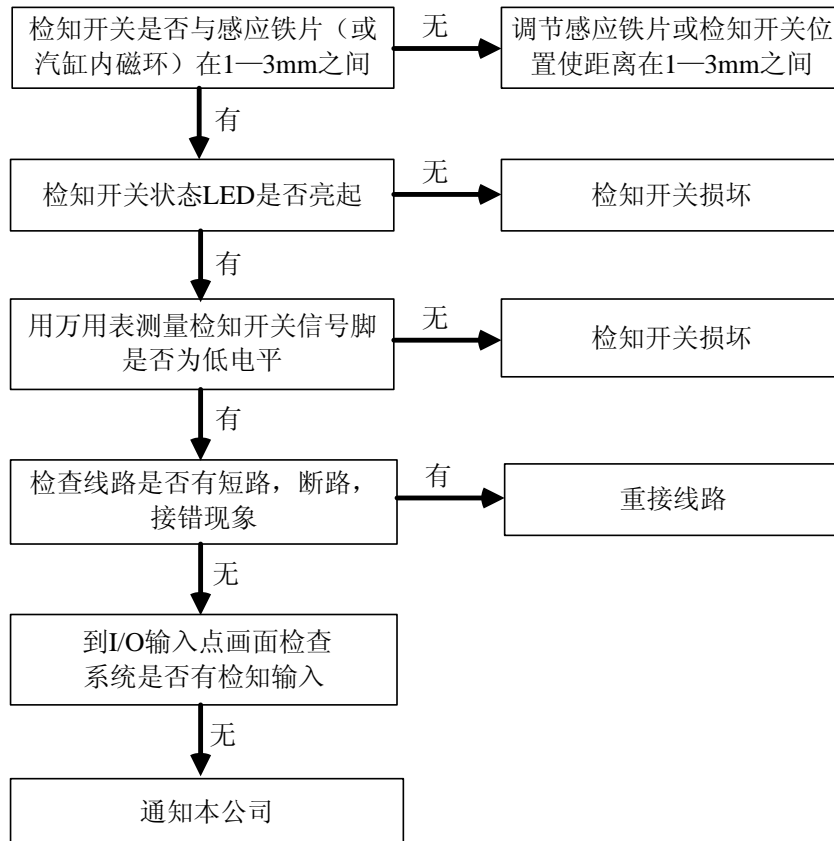 检知开关是否与感应铁片（或
汽缸内磁环）在1—3mm之间
无
调节感应铁片或检知开关位
置使距离在1—3mm之间
有
检知开关状态LED是否亮起
无
检知开关损坏
有
用万用表测量检知开关信号脚
是否为低电平
无
检知开关损坏
有
检查线路是否有短路，断路，
接错现象
有
重接线路
无
到I/O输入点画面检查
系统是否有检知输入
无
通知本公司